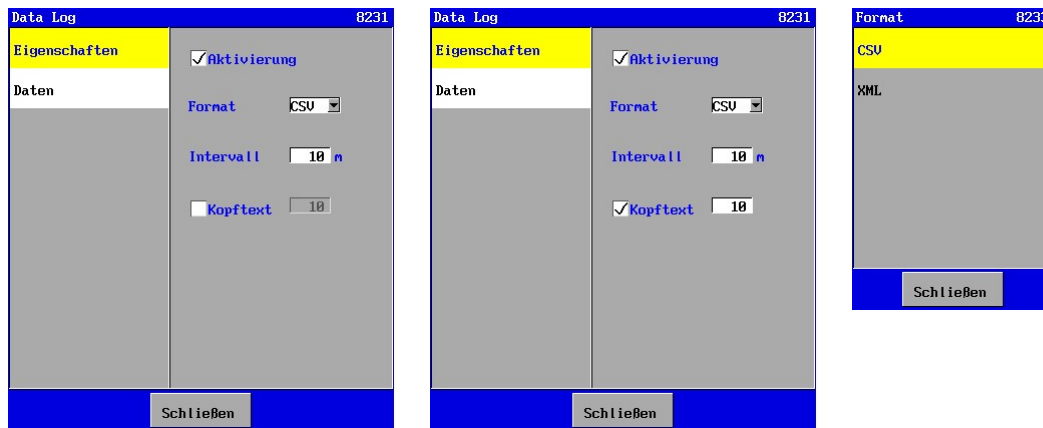 Data Log 8231
Eigenschaften
Daten
Aktivierung
Format CSV
Intervall 10 m
Kopftext 10
Schließen
Data Log 8231
Eigenschaften
Daten
Aktivierung
Format CSV
Intervall 10 m
Kopftext 10
Schließen
Format 8233
CSV
XML
Schließen